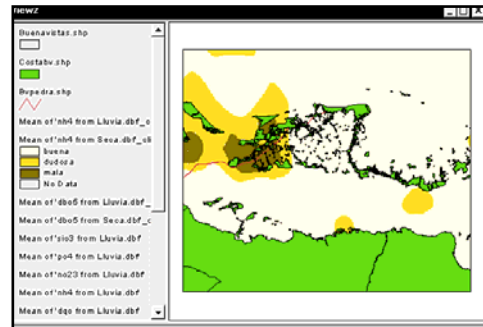 newz
Buenavistas.shp
Costabv.shp
Bvpedra.shp
Mean of'nh4 from Lluvia.dbf_c
Mean of'nh4 from Seca.dbf_cli
buena
dudosa
mala
No Data
Mean of'dbo5 from Lluvia.dbf_
Mean of'dbo5 from Seca.dbf_c
Mean of'sio3 from Lluvia.dbf
Mean of'po4 from Lluvia.dbf
Mean of'no23 from Lluvia.dbf
Mean of'nh4 from Lluvia.dbf
Mean of'dqo from Lluvia.dbf